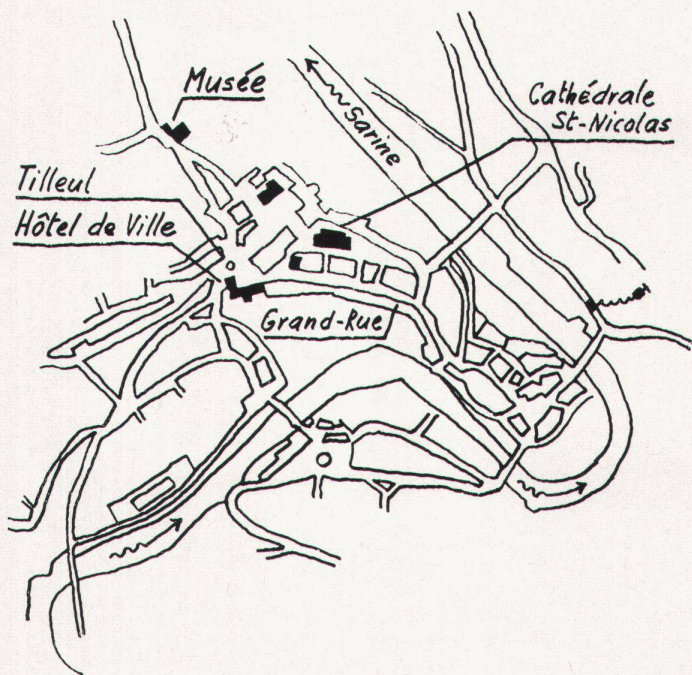 Musée
Sarine
Cathédrale
St-Nicolas
Tilleul
Hôtel de Ville
Grand-Rue